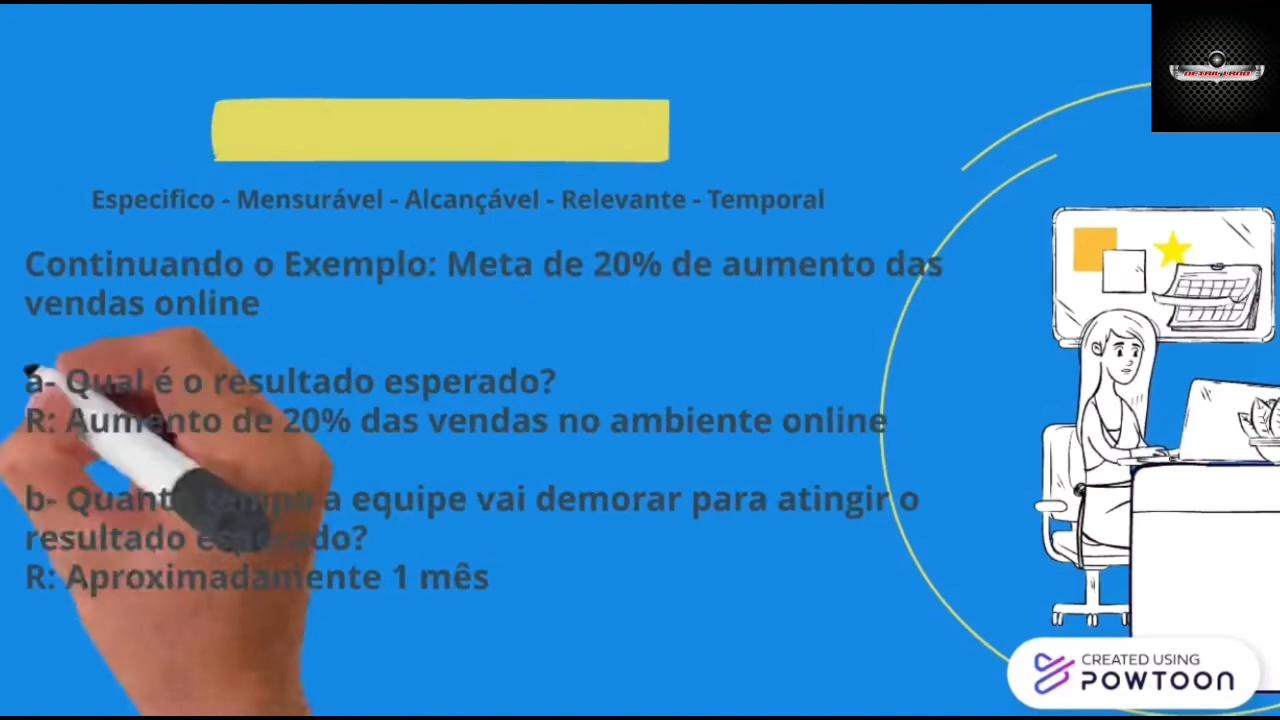 DETAIL LAND
Especifico - Mensurável - Alcançável - Relevante - Temporal
Continuando o Exemplo: Meta de 20% de aumento das
vendas online
a- Qual é o resultado esperado?
R: Aumento de 20% das vendas no ambiente online
b- Quanto tempo a equipe vai demorar para atingir o
resultado esperado?
R: Aproximadamente 1 mês
CREATED USING
POWTOON